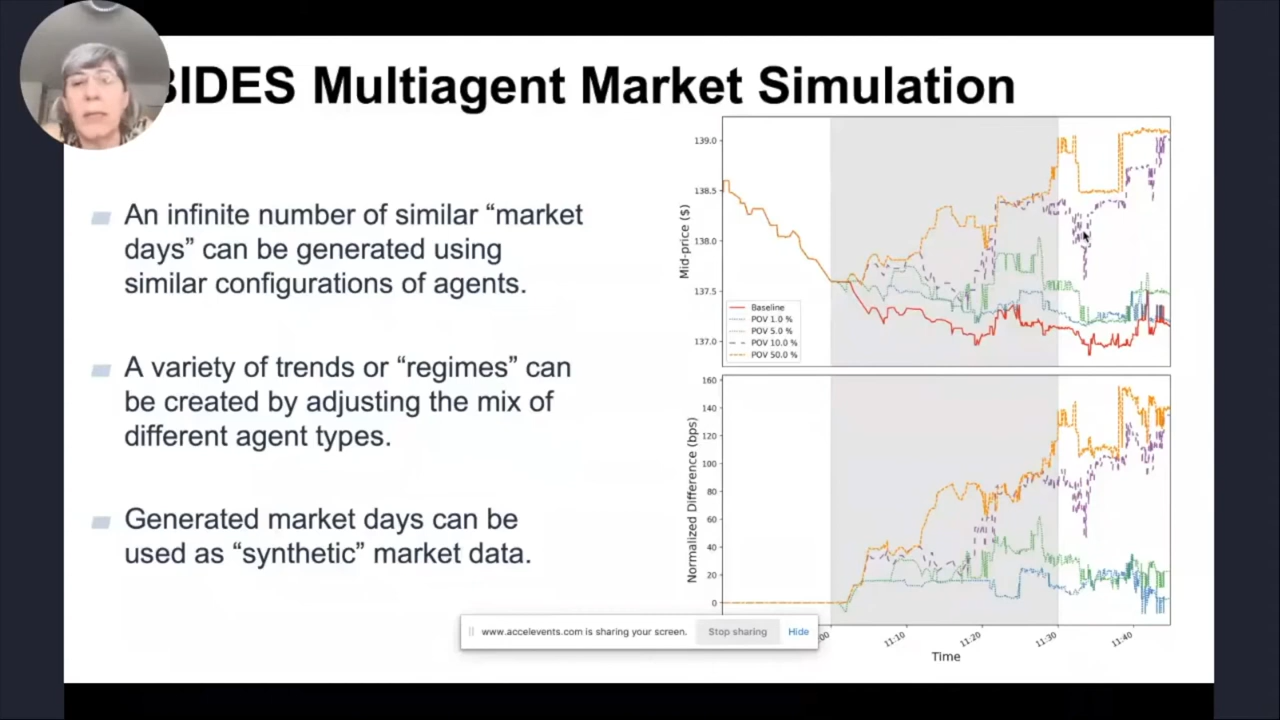 BIDES Multiagent Market Simulation
An infinite number of similar “market
days” can be generated using
similar configurations of agents.
A variety of trends or “regimes” can
be created by adjusting the mix of
different agent types.
Generated market days can be
used as “synthetic” market data.
Mid-price ($)
139.0
138.5
138.0
137.5
137.0
Baseline
POV 1.0 %
POV 5.0 %
POV 10.0 %
POV 50.0 %
Normalized Difference (bps)
160
140
120
100
80
60
40
20
0
:00
11:10
11:20
11:30
11:40
Time
www.accelevents.com is sharing your screen.
Stop sharing
Hide